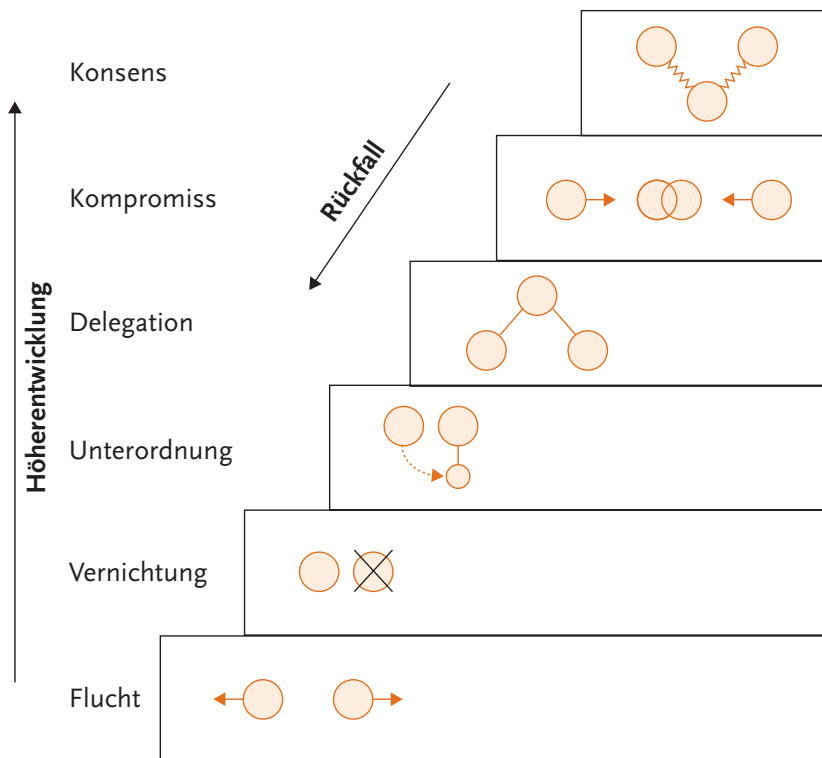 Konsens
Rückfall
Kompromiss
Höherentwicklung
Delegation
Unterordnung
Vernichtung
Flucht